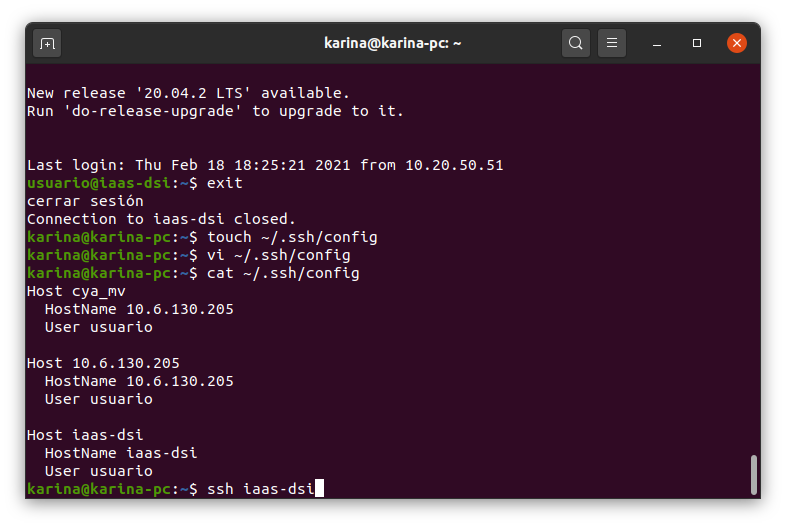 karina@karina-pc: ~
New release '20.04.2 LTS' available.
Run 'do-release-upgrade' to upgrade to it.
Last login: Thu Feb 18 18:25:21 2021 from 10.20.50.51
usuario@iaas-dsi:~$ exit
cerrar sesión
Connection to iaas-dsi closed.
karina@karina-pc:~$ touch ~/.ssh/config
karina@karina-pc:~$ vi ~/.ssh/config
karina@karina-pc:~$ cat ~/.ssh/config
Host cya_mv
  HostName 10.6.130.205
  User usuario
Host 10.6.130.205
  HostName 10.6.130.205
  User usuario
Host iaas-dsi
  HostName iaas-dsi
  User usuario
karina@karina-pc:~$ ssh iaas-dsi